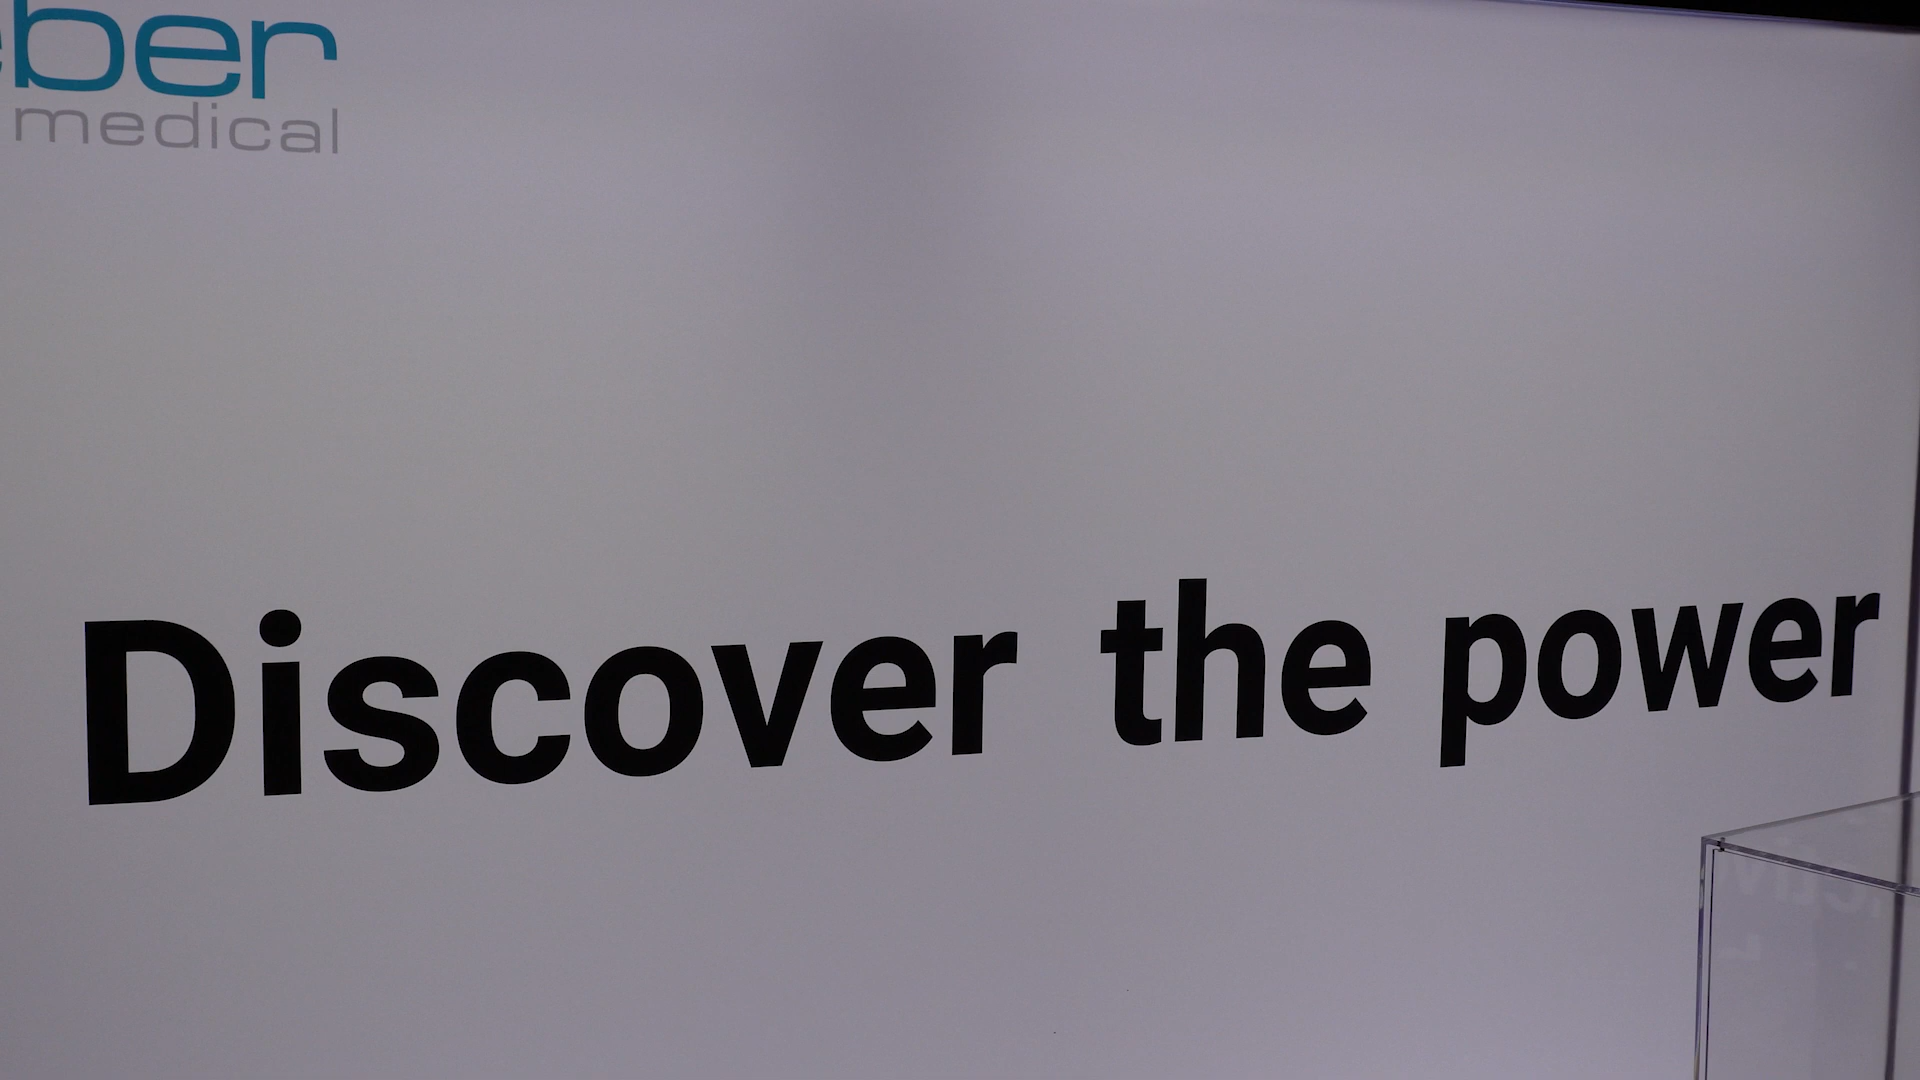 eber
medical
Discover the power